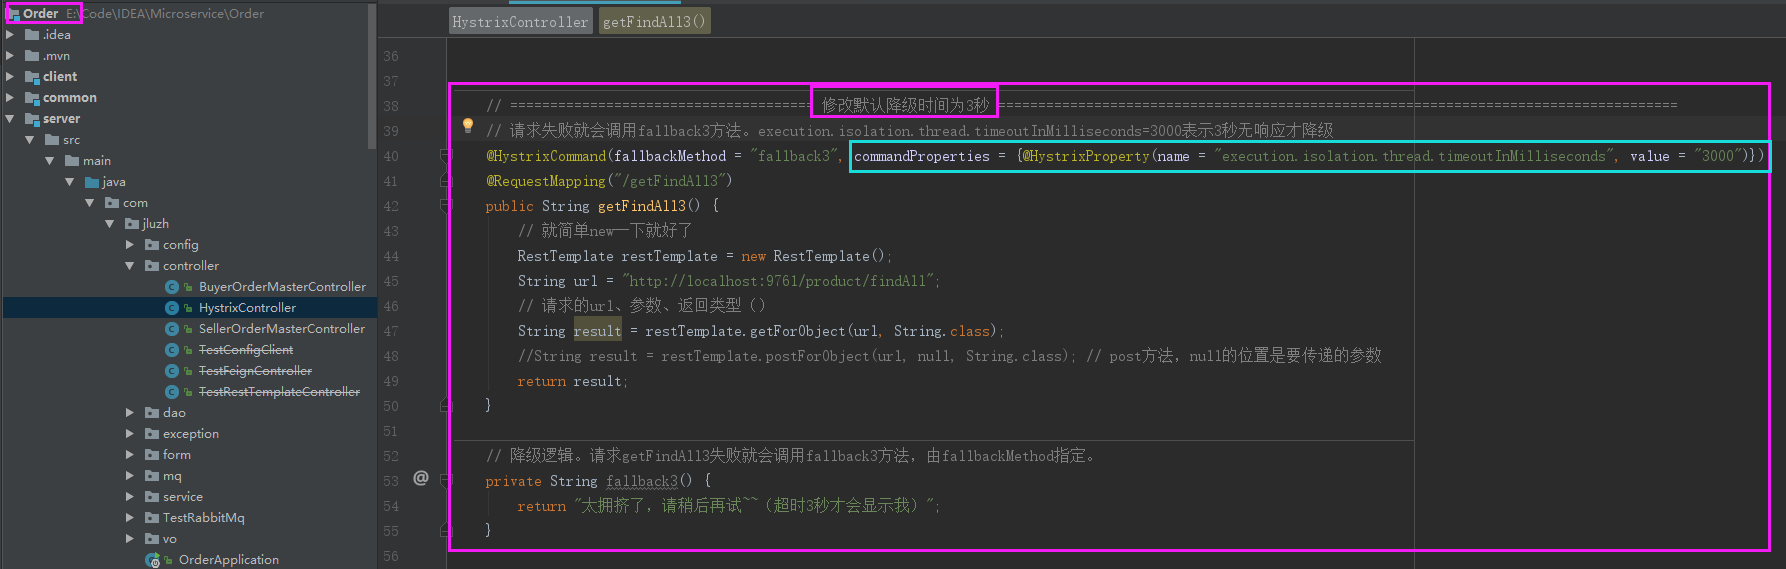 Order E:\Code\IDEA\Microservice\Order
.idea
.mvn
client
common
server
src
main
java
com
jluzh
config
controller
BuyerOrderMasterController
HystrixController
SellerOrderMasterController
TestConfigClient
TestFeignController
TestRestTemplateController
dao
exception
form
mq
service
TestRabbitMq
vo
OrderApplication
HystrixController getFindAll3()
36
37
38 // ====================================== 修改默认降级时间为3秒 =====================================================================================
39 // 请求失败就会调用fallback3方法。execution.isolation.thread.timeoutInMilliseconds=3000表示3秒无响应才降级
40 @HystrixCommand(fallbackMethod = "fallback3", commandProperties = {@HystrixProperty(name = "execution.isolation.thread.timeoutInMilliseconds", value = "3000")})
41 @RequestMapping("/getFindAll3")
42 public String getFindAll3() {
43 // 就简单new一下就好了
44 RestTemplate restTemplate = new RestTemplate();
45 String url = "http://localhost:9761/product/findAll";
46 // 请求的url、参数、返回类型（）
47 String result = restTemplate.getForObject(url, String.class);
48 //String result = restTemplate.postForObject(url, null, String.class); // post方法，null的位置是要传递的参数
49 return result;
50 }
51
52 // 降级逻辑。请求getFindAll3失败就会调用fallback3方法，由fallbackMethod指定。
53 @ private String fallback3() {
54 return "太拥挤了，请稍后再试~~（超时3秒才会显示我）";
55 }
56